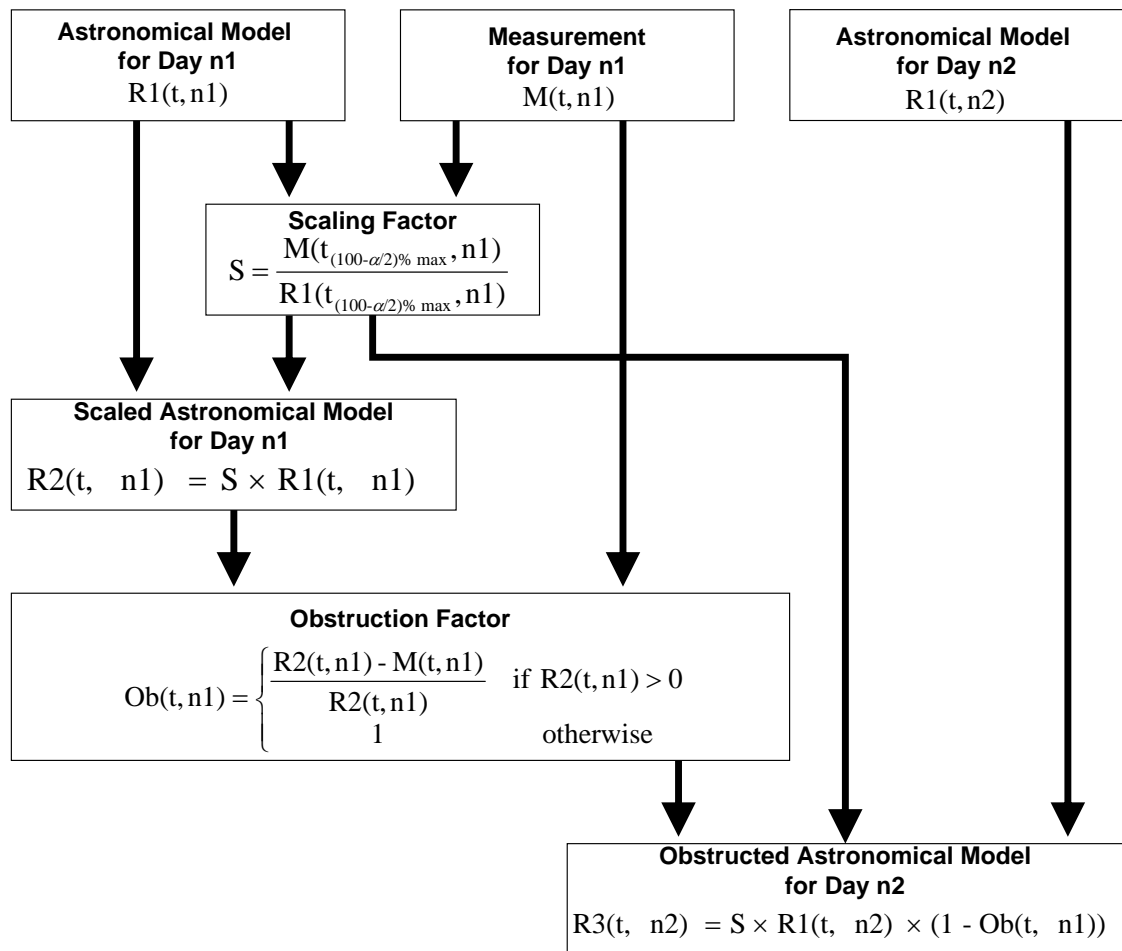 Astronomical Model
for Day n1
R1(t,n1)
Measurement
for Day n1
M(t,n1)
Astronomical Model
for Day n2
R1(t,n2)
Scaling Factor
S = M(t(100-α/2)% max, n1)
R1(t(100-α/2)% max, n1)
Scaled Astronomical Model
for Day n1
R2(t, n1) = S × R1(t, n1)
Obstruction Factor
R2(t,n1) - M(t,n1)
Ob(t,n1) = { if R2(t,n1) > 0
R2(t,n1)
1 otherwise
Obstructed Astronomical Model
for Day n2
R3(t, n2) = S × R1(t, n2) × (1 - Ob(t, n1))